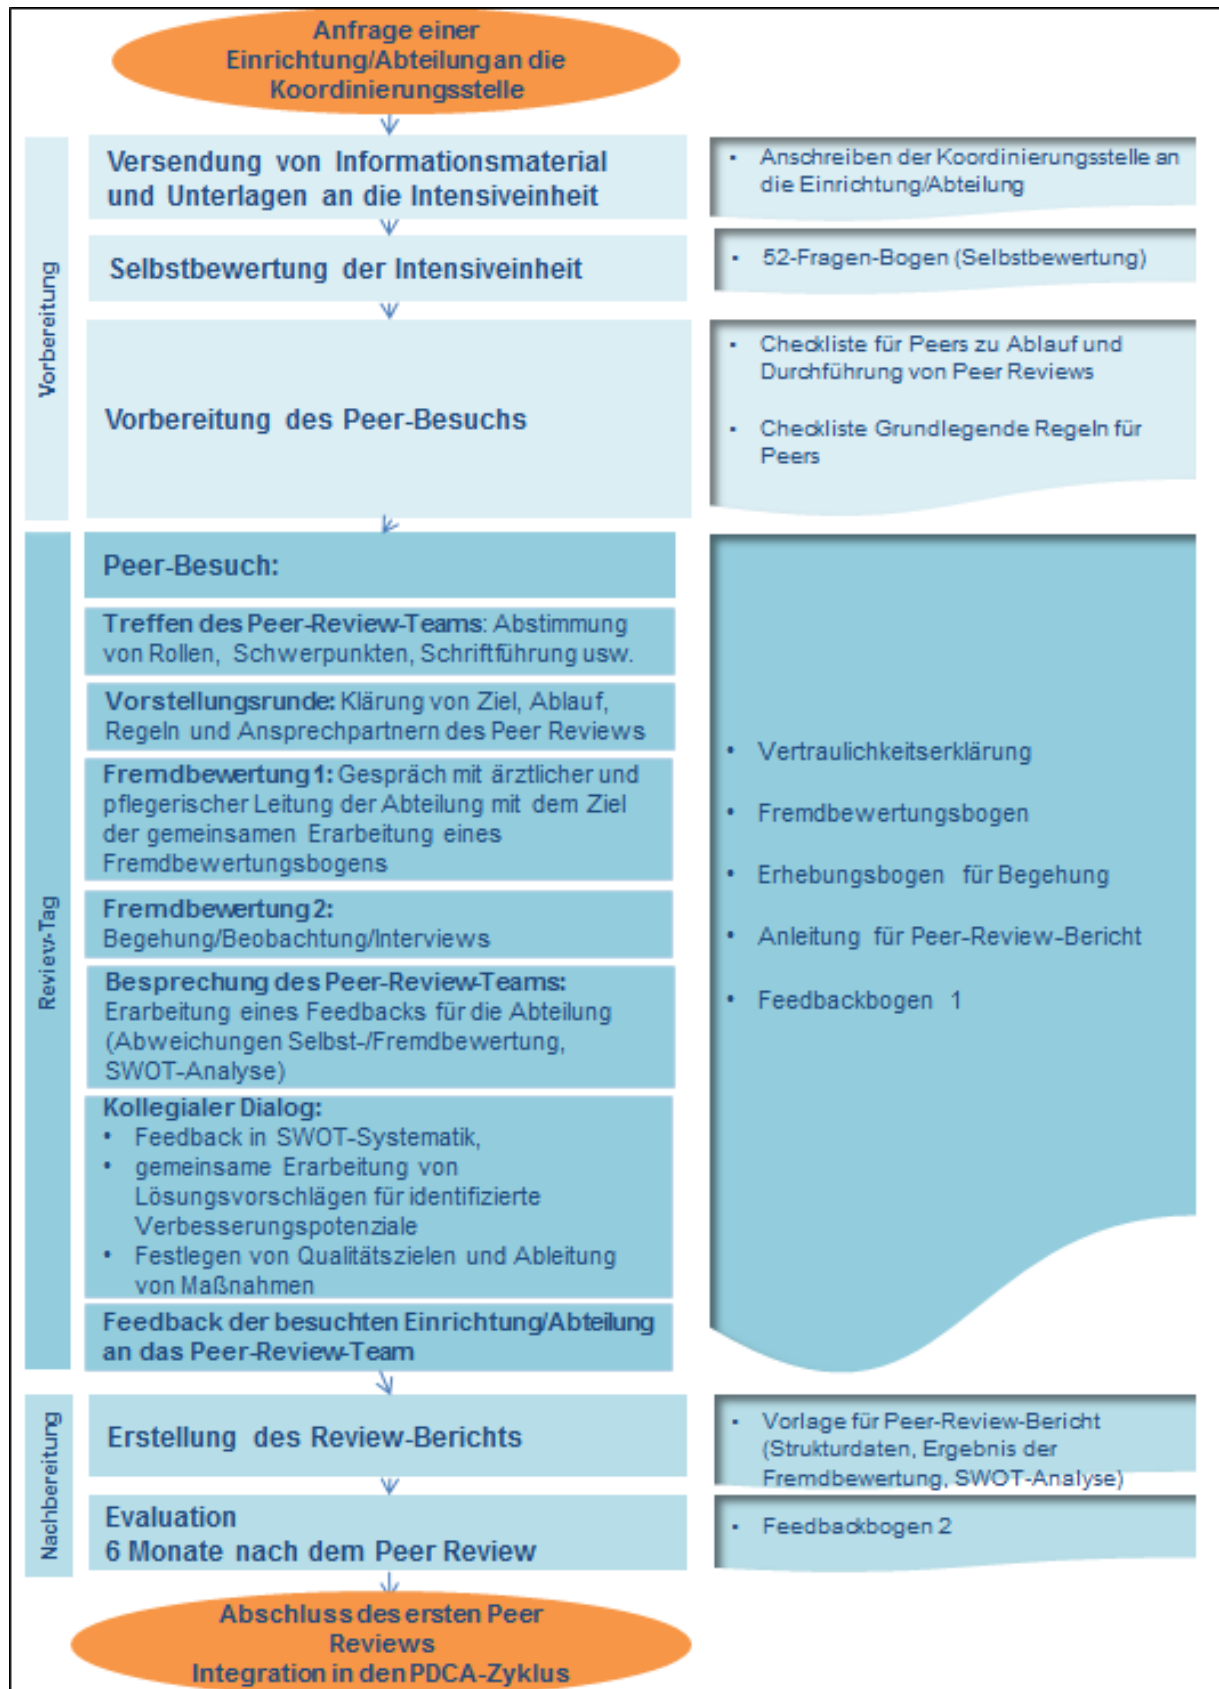 Anfrage einer
Einrichtung/Abteilung an die
Koordinierungsstelle
Vorbereitung
Versendung von Informationsmaterial
und Unterlagen an die Intensiveinheit
• Anschreiben der Koordinierungsstelle an
die Einrichtung/Abteilung
Selbstbewertung der Intensiveinheit
• 52-Fragen-Bogen (Selbstbewertung)
Vorbereitung des Peer-Besuchs
• Checkliste für Peers zu Ablauf und
Durchführung von Peer Reviews
• Checkliste Grundlegende Regeln für
Peers
Review-Tag
Peer-Besuch:
Treffen des Peer-Review-Teams: Abstimmung
von Rollen, Schwerpunkten, Schriftführung usw.
Vorstellungsrunde: Klärung von Ziel, Ablauf,
Regeln und Ansprechpartnern des Peer Reviews
Fremdbewertung 1: Gespräch mit ärztlicher und
pflegerischer Leitung der Abteilung mit dem Ziel
der gemeinsamen Erarbeitung eines
Fremdbewertungsbogens
Fremdbewertung 2:
Begehung/Beobachtung/Interviews
Besprechung des Peer-Review-Teams:
Erarbeitung eines Feedbacks für die Abteilung
(Abweichungen Selbst-/Fremdbewertung,
SWOT-Analyse)
Kollegialer Dialog:
• Feedback in SWOT-Systematik,
• gemeinsame Erarbeitung von
Lösungsvorschlägen für identifizierte
Verbesserungspotenziale
• Festlegen von Qualitätszielen und Ableitung
von Maßnahmen
Feedback der besuchten Einrichtung/Abteilung
an das Peer-Review-Team
• Vertraulichkeitserklärung
• Fremdbewertungsbogen
• Erhebungsbogen für Begehung
• Anleitung für Peer-Review-Bericht
• Feedbackbogen 1
Nachbereitung
Erstellung des Review-Berichts
• Vorlage für Peer-Review-Bericht
(Strukturdaten, Ergebnis der
Fremdbewertung, SWOT-Analyse)
Evaluation
6 Monate nach dem Peer Review
• Feedbackbogen 2
Abschluss des ersten Peer
Reviews
Integration in den PDCA-Zyklus